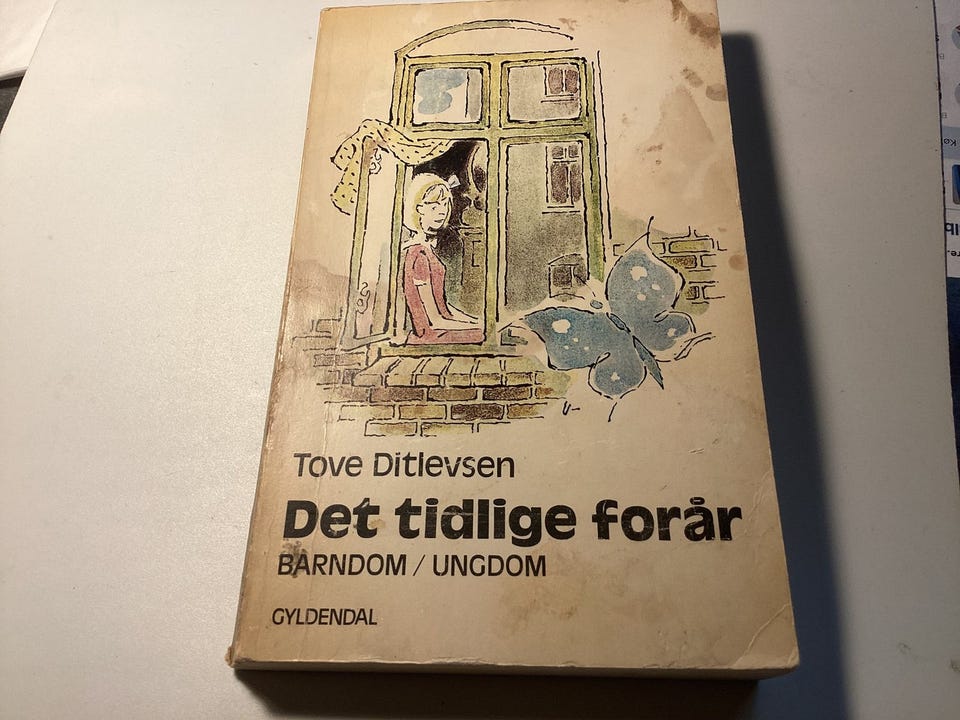 Tove Ditlevsen
Det tidlige forår
BARNDOM / UNGDOM
GYLDENDAL